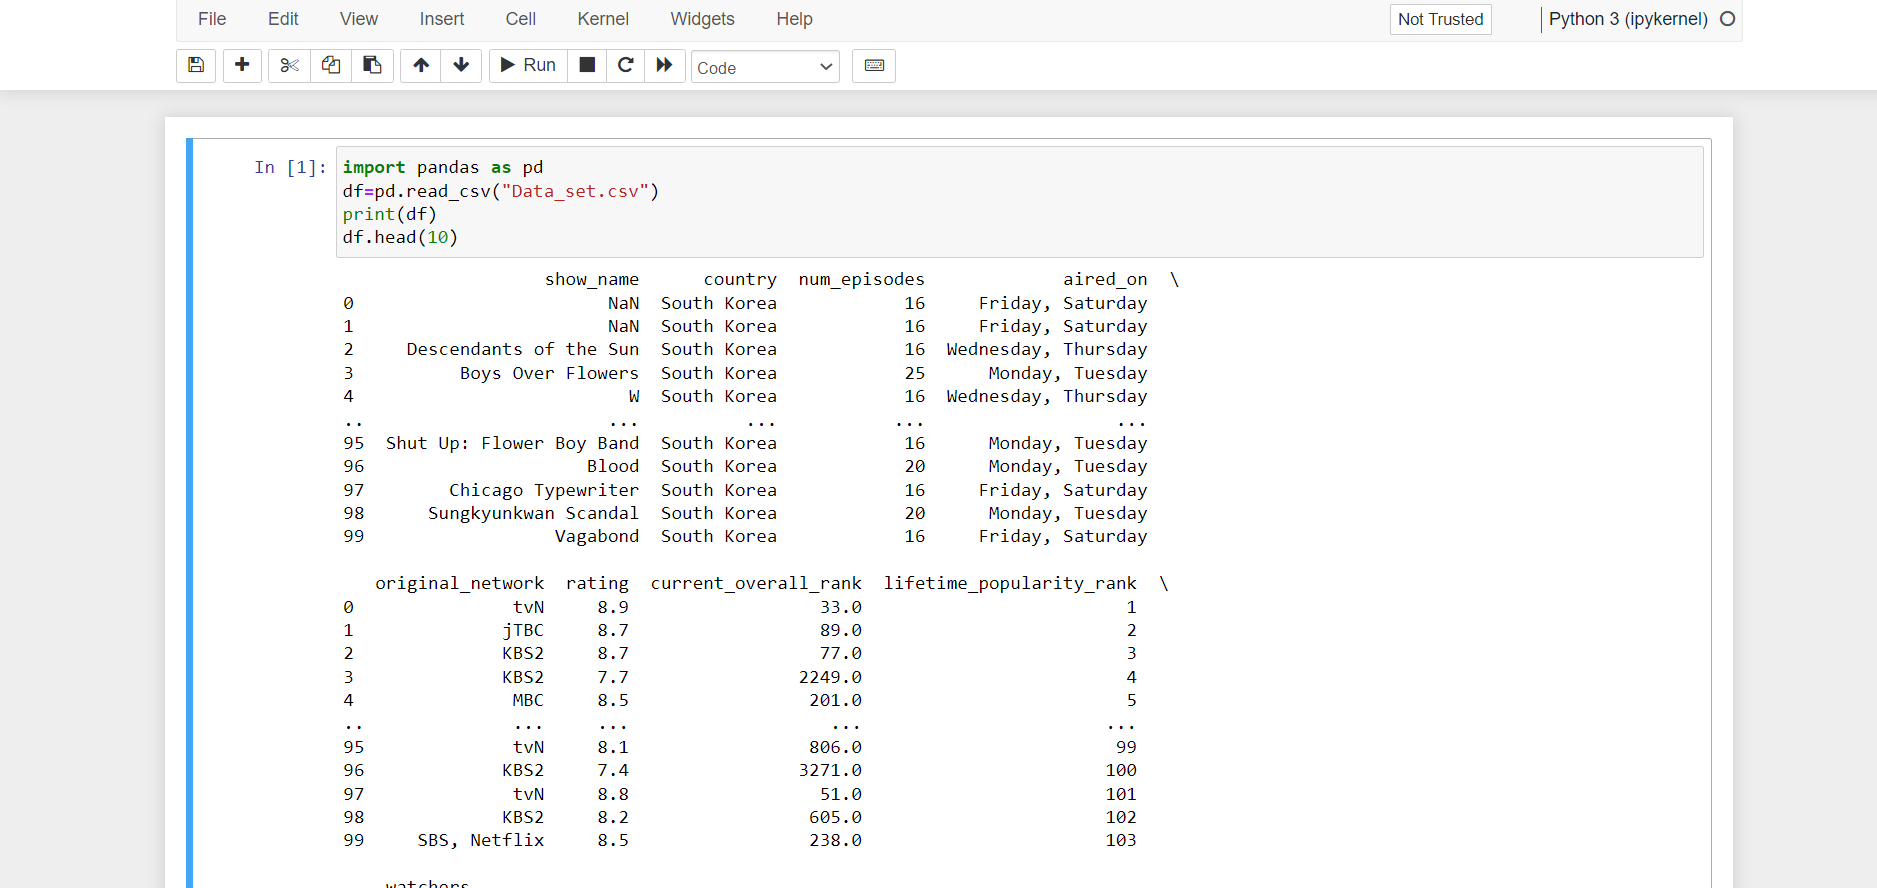 File Edit View Insert Cell Kernel Widgets Help Not Trusted Python 3 (ipykernel)
Run Code
In [1]: import pandas as pd
df=pd.read_csv("Data_set.csv")
print(df)
df.head(10)
show_name country num_episodes aired_on \
0 NaN South Korea 16 Friday, Saturday
1 NaN South Korea 16 Friday, Saturday
2 Descendants of the Sun South Korea 16 Wednesday, Thursday
3 Boys Over Flowers South Korea 25 Monday, Tuesday
4 W South Korea 16 Wednesday, Thursday
.. ... ... ... ...
95 Shut Up: Flower Boy Band South Korea 16 Monday, Tuesday
96 Blood South Korea 20 Monday, Tuesday
97 Chicago Typewriter South Korea 16 Friday, Saturday
98 Sungkyunkwan Scandal South Korea 20 Monday, Tuesday
99 Vagabond South Korea 16 Friday, Saturday
original_network rating current_overall_rank lifetime_popularity_rank \
0 tvN 8.9 33.0 1
1 jTBC 8.7 89.0 2
2 KBS2 8.7 77.0 3
3 KBS2 7.7 2249.0 4
4 MBC 8.5 201.0 5
.. ... ... ... ...
95 tvN 8.1 806.0 99
96 KBS2 7.4 3271.0 100
97 tvN 8.8 51.0 101
98 KBS2 8.2 605.0 102
99 SBS, Netflix 8.5 238.0 103
watchers